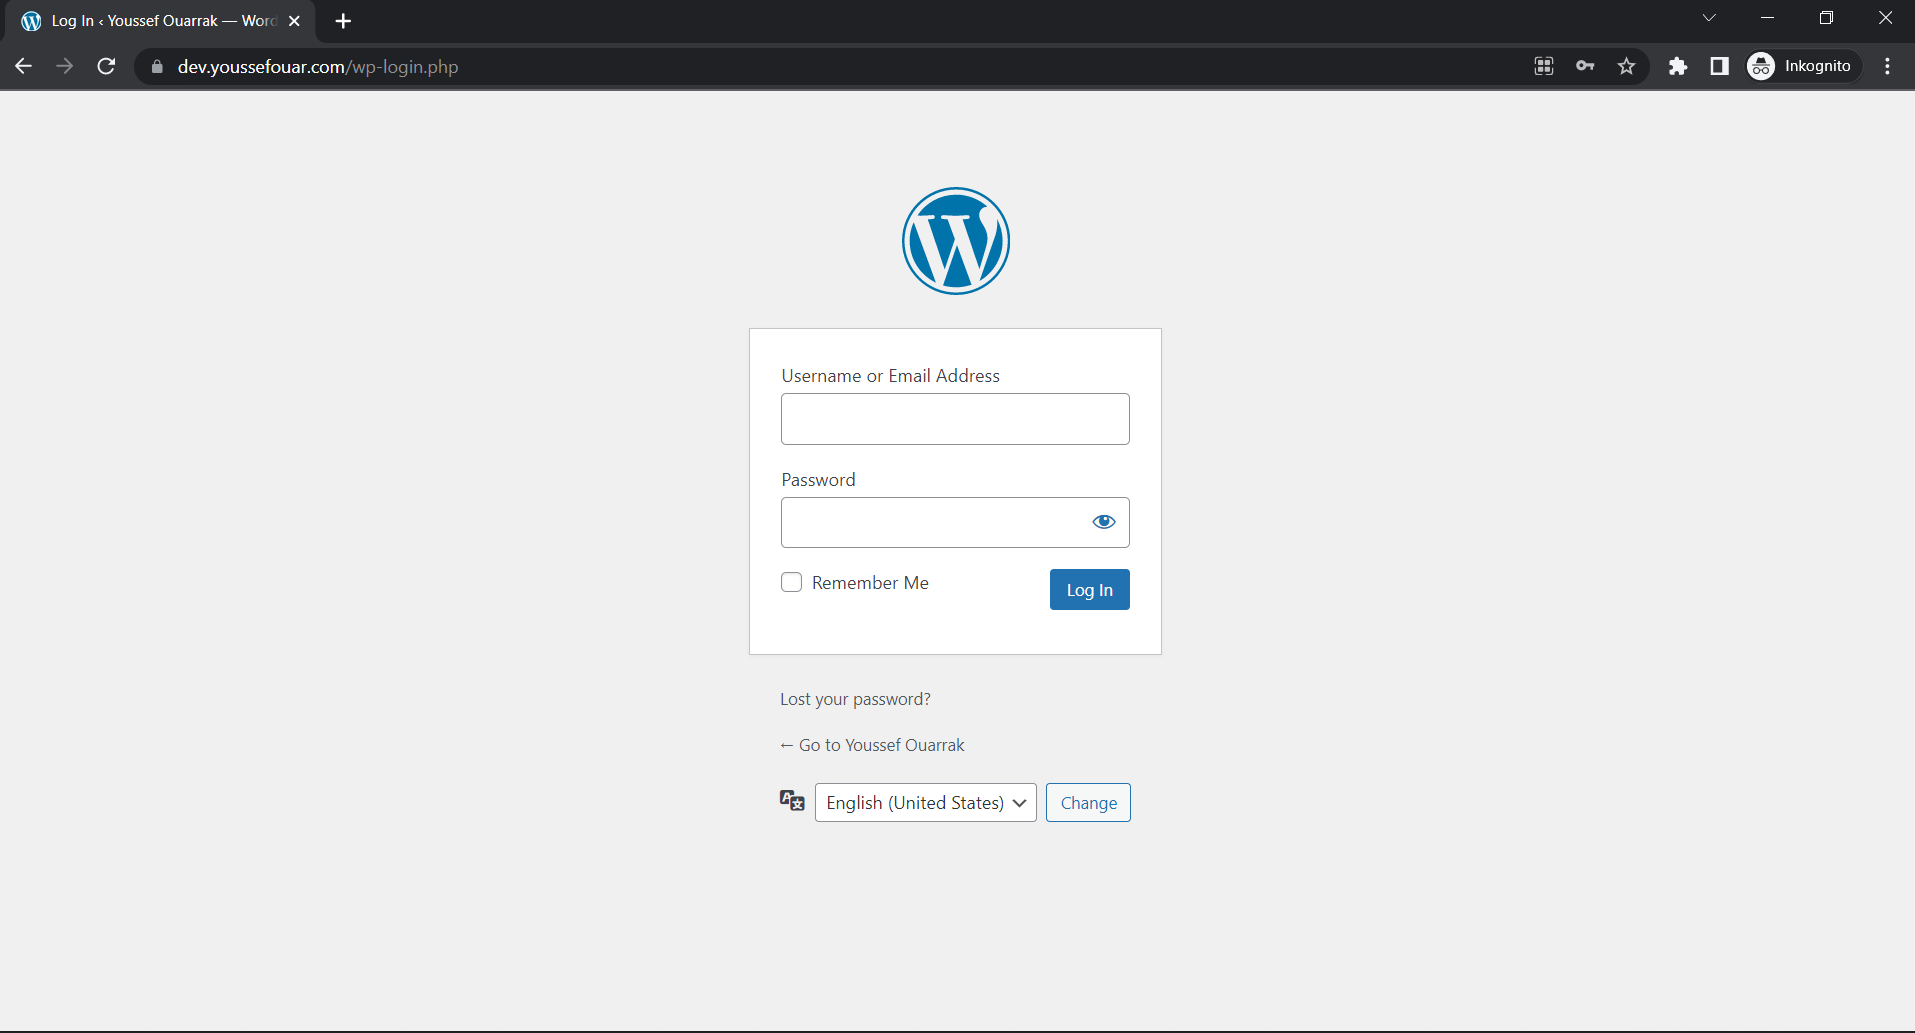 Log In ‹ Youssef Ouarrak — Word
dev.youssefouar.com/wp-login.php
Inkognito
Username or Email Address
Password
Remember Me
Log In
Lost your password?
← Go to Youssef Ouarrak
English (United States)
Change